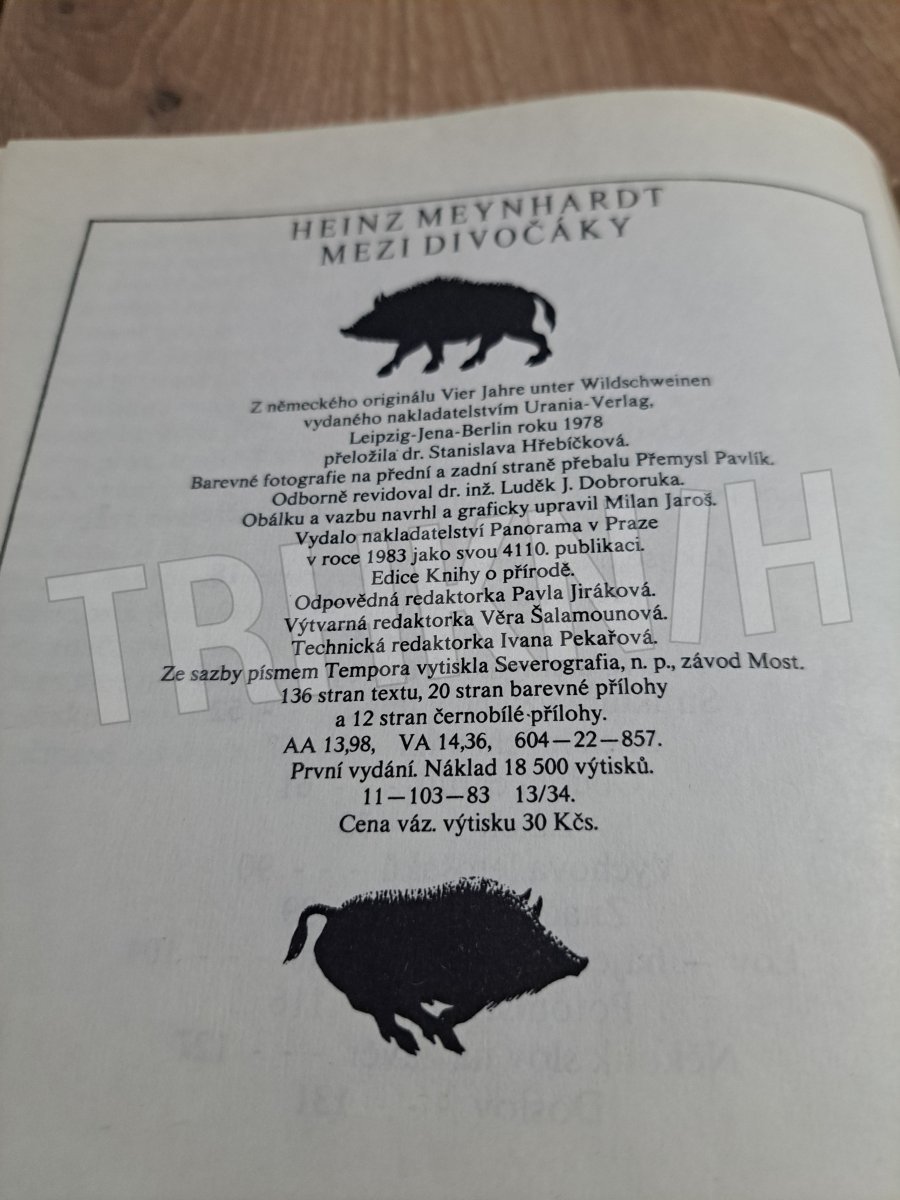 HEINZ MEYNHARDT
MEZI DIVOČÁKY
Z německého originálu Vier Jahre unter Wildschweinen
vydaného nakladatelstvím Urania-Verlag,
Leipzig-Jena-Berlin roku 1978
přeložila dr. Stanislava Hřebíčková.
Barevné fotografie na přední a zadní straně přebalu Přemysl Pavlík.
Odborně revidoval dr. inž. Luděk J. Dobroruka.
Obálku a vazbu navrhl a graficky upravil Milan Jaroš.
Vydalo nakladatelství Panorama v Praze
v roce 1983 jako svou 4110. publikaci.
Edice Knihy o přírodě.
Odpovědná redaktorka Pavla Jiráková.
Výtvarná redaktorka Věra Šalamounová.
Technická redaktorka Ivana Pekařová.
Ze sazby písmem Tempora vytiskla Severografia, n. p., závod Most.
136 stran textu, 20 stran barevné přílohy
a 12 stran černobílé přílohy.
AA 13,98, VA 14,36, 604—22—857.
První vydání. Náklad 18 500 výtisků.
11—103—83 13/34.
Cena váz. výtisku 30 Kčs.